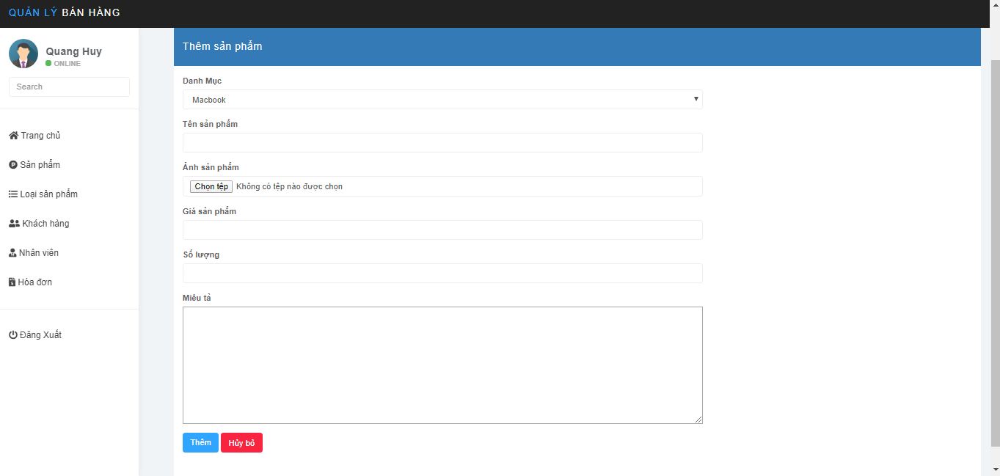 QUẢN LÝ BÁN HÀNG
Quang Huy
ONLINE
Search
Trang chủ
Sản phẩm
Loại sản phẩm
Khách hàng
Nhân viên
Hóa đơn
Đăng Xuất
Thêm sản phẩm
Danh Mục
Macbook
Tên sản phẩm
Ảnh sản phẩm
Chọn tệp Không có tệp nào được chọn
Giá sản phẩm
Số lượng
Miêu tả
Thêm Hủy bỏ